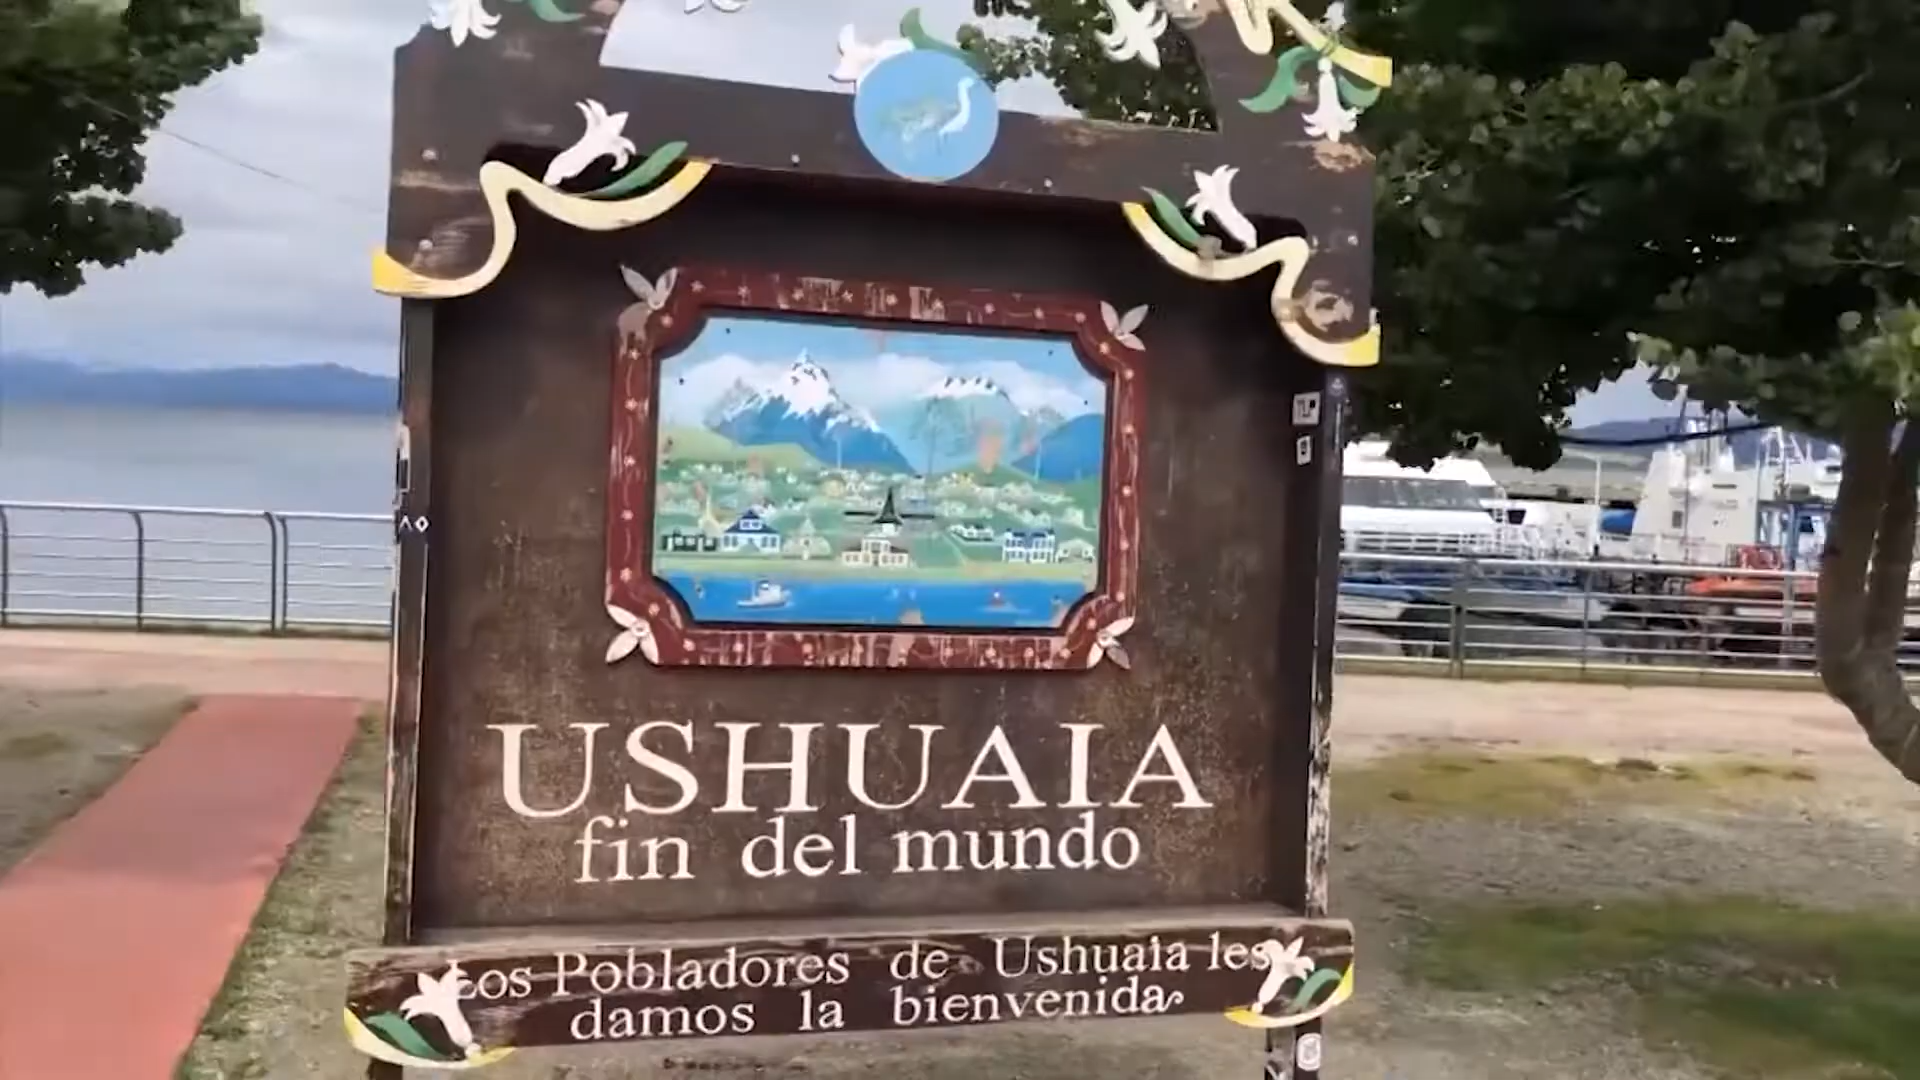 USHUAIA
fin del mundo
Los Pobladores de Ushuaia les
damos la bienvenida